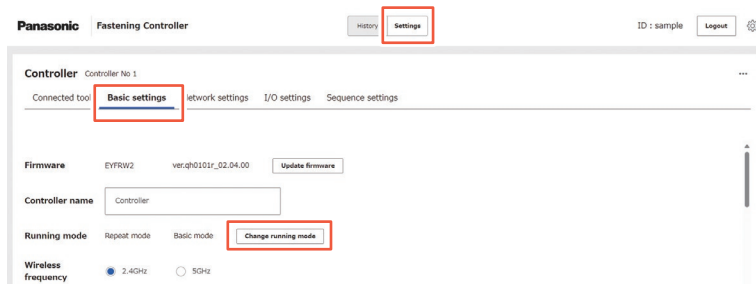 Panasonic Fastening Controller History Settings ID : sample Logout
Controller Controller No 1 ...
Connected tool Basic settings Network settings I/O settings Sequence settings
Firmware EYFRW2 ver.qh0101r_02.04.00 Update firmware
Controller name Controller
Running mode Repeat mode Basic mode Change running mode
Wireless 2.4GHz 5GHz
frequency